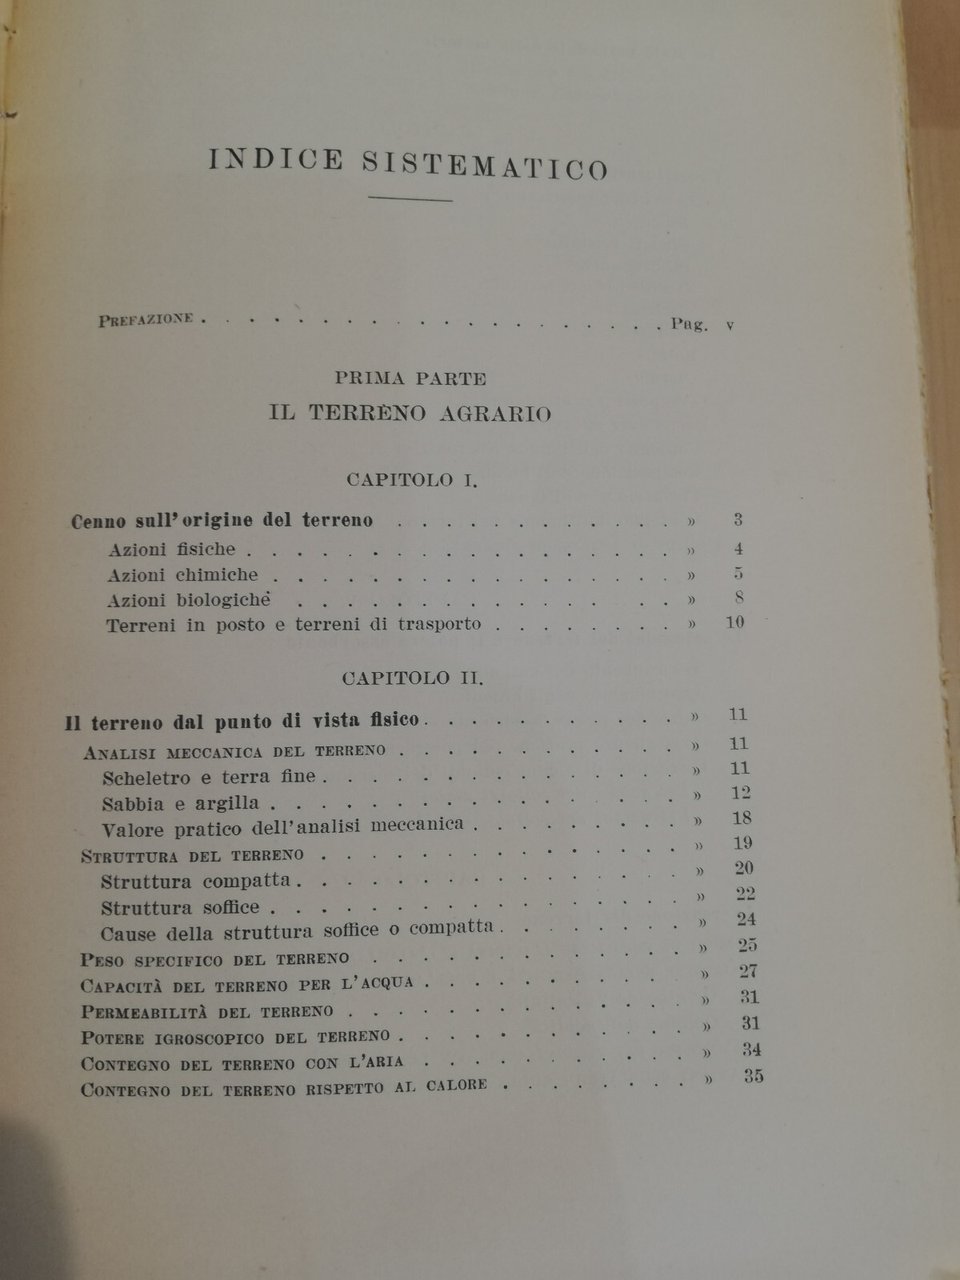 INDICE SISTEMATICO
PREFAZIONE . . . . . . . . . . . . . . . . . . . . Pag. v
PRIMA PARTE
IL TERRENO AGRARIO
CAPITOLO I.
Cenno sull'origine del terreno . . . . . . . . . . . . » 3
Azioni fisiche . . . . . . . . . . . . . . . . . . » 4
Azioni chimiche . . . . . . . . . . . . . . . . . » 5
Azioni biologiche . . . . . . . . . . . . . . . » 8
Terreni in posto e terreni di trasporto . . . . . . . . » 10
CAPITOLO II.
Il terreno dal punto di vista fisico . . . . . . . . . . . » 11
ANALISI MECCANICA DEL TERRENO . . . . . . . . . . . . » 11
Scheletro e terra fine . . . . . . . . . . . . . . . » 11
Sabbia e argilla . . . . . . . . . . . . . . . . . » 12
Valore pratico dell'analisi meccanica . . . . . . . . . » 18
STRUTTURA DEL TERRENO . . . . . . . . . . . . . . . » 19
Struttura compatta . . . . . . . . . . . . . . . . » 20
Struttura soffice . . . . . . . . . . . . . . . . . » 22
Cause della struttura soffice o compatta . . . . . . . . » 24
PESO SPECIFICO DEL TERRENO . . . . . . . . . . . . . » 25
CAPACITÀ DEL TERRENO PER L'ACQUA . . . . . . . . . . » 27
PERMEABILITÀ DEL TERRENO . . . . . . . . . . . . . . » 31
POTERE IGROSCOPICO DEL TERRENO . . . . . . . . . . . . » 31
CONTEGNO DEL TERRENO CON L'ARIA . . . . . . . . . . . » 34
CONTEGNO DEL TERRENO RISPETTO AL CALORE . . . . . . . . » 35